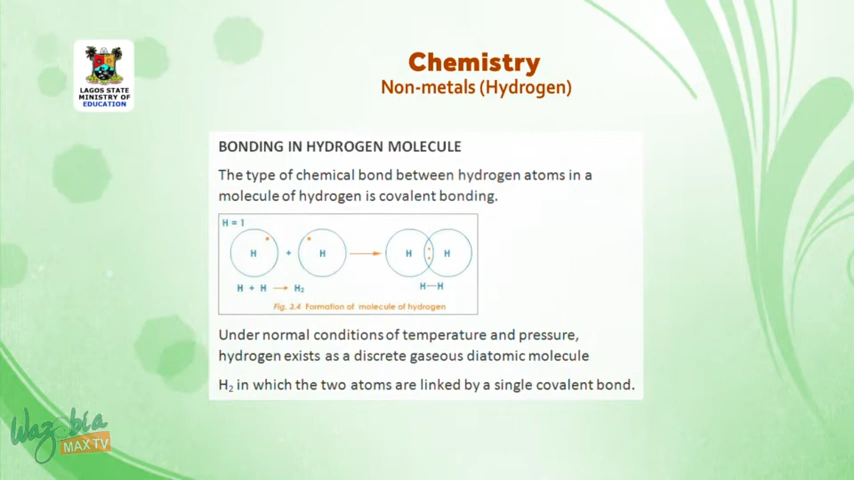 Chemistry
Non-metals (Hydrogen)
LAGOS STATE
MINISTRY OF
EDUCATION
BONDING IN HYDROGEN MOLECULE
The type of chemical bond between hydrogen atoms in a
molecule of hydrogen is covalent bonding.
H = 1
H + H H H
H + H → H₂ H—H
Fig. 3.4 Formation of molecule of hydrogen
Under normal conditions of temperature and pressure,
hydrogen exists as a discrete gaseous diatomic molecule
H₂ in which the two atoms are linked by a single covalent bond.
Wazobia
MAX TV